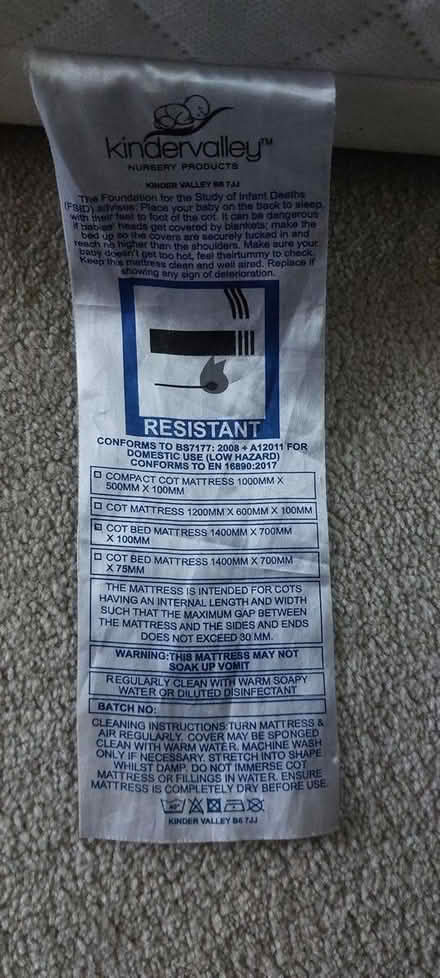 kindervalley™
NURSERY PRODUCTS
KINDER VALLEY B6 7JJ
The Foundation for the Study of Infant Deaths
(FSID) advises: Place your baby on the back to sleep,
with their feet to foot of the cot. It can be dangerous
if babies' heads get covered by blankets; make the
bed up so the covers are securely tucked in and
reach no higher than the shoulders. Make sure your
baby doesn't get too hot, feel theirtummy to check.
Keep this mattress clean and well aired. Replace if
showing any sign of deterioration.
RESISTANT
CONFORMS TO BS7177: 2008 + A12011 FOR
DOMESTIC USE (LOW HAZARD)
CONFORMS TO EN 16890:2017
COMPACT COT MATTRESS 1000MM X
500MM X 100MM
COT MATTRESS 1200MM X 600MM X 100MM
COT BED MATTRESS 1400MM X 700MM
X 100MM
COT BED MATTRESS 1400MM X 700MM
X 75MM
THE MATTRESS IS INTENDED FOR COTS
HAVING AN INTERNAL LENGTH AND WIDTH
SUCH THAT THE MAXIMUM GAP BETWEEN
THE MATTRESS AND THE SIDES AND ENDS
DOES NOT EXCEED 30 MM.
WARNING:THIS MATTRESS MAY NOT
SOAK UP VOMIT
REGULARLY CLEAN WITH WARM SOAPY
WATER OR DILUTED DISINFECTANT
BATCH NO:
CLEANING INSTRUCTIONS:TURN MATTRESS &
AIR REGULARLY. COVER MAY BE SPONGED
CLEAN WITH WARM WATER. MACHINE WASH
ONLY IF NECESSARY. STRETCH INTO SHAPE
WHILST DAMP. DO NOT IMMERSE COT
MATTRESS OR FILLINGS IN WATER. ENSURE
MATTRESS IS COMPLETELY DRY BEFORE USE.
40°
KINDER VALLEY B6 7JJ